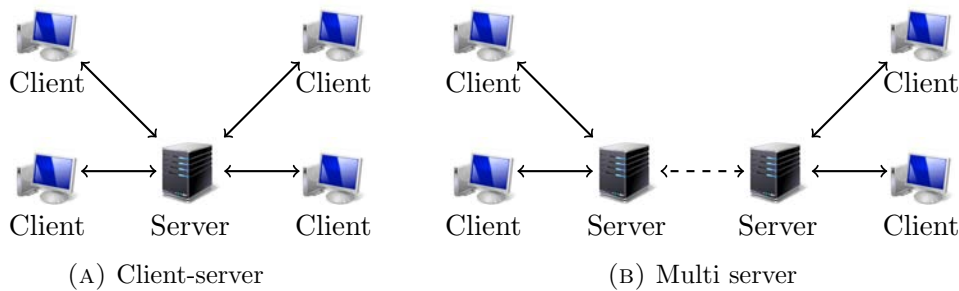 Client Client Client Client
Client Server Client Client Server Server Client
(A) Client-server (B) Multi server